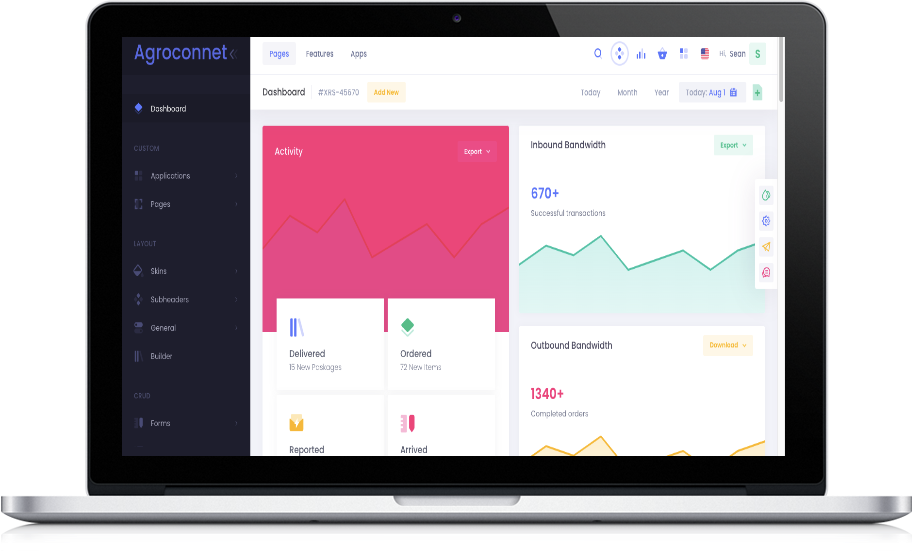 Agroconnet
Pages Features Apps
Hi, Sean S
Dashboard
Dashboard #XRS-45670 Add New
Today Month Year Today: Aug 1
CUSTOM
Applications
Pages
LAYOUT
Skins
Subheaders
General
Builder
CRUD
Forms
Activity
Export
Delivered
15 New Packages
Ordered
72 New Items
Reported
Arrived
Inbound Bandwidth
Export
670+
Successful transactions
Outbound Bandwidth
Download
1340+
Completed orders